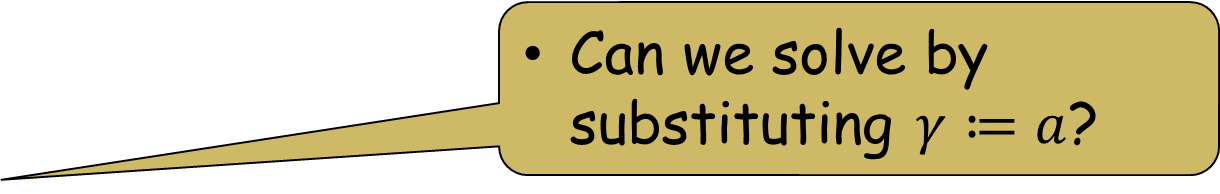 • Can we solve by
substituting 𝛾 ≔ 𝑎?